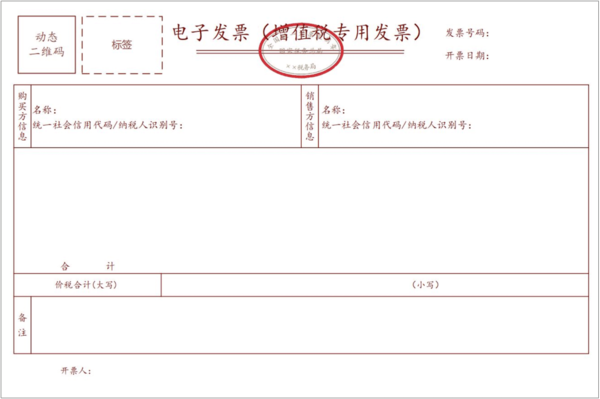 动态
二维码
标签
电子发票（增值税专用发票）
发票号码：
开票日期：
××税务局
购买方信息
名称：
统一社会信用代码/纳税人识别号：
销售方信息
名称：
统一社会信用代码/纳税人识别号：
合 计
价税合计(大写)
(小写)
备注
开票人：